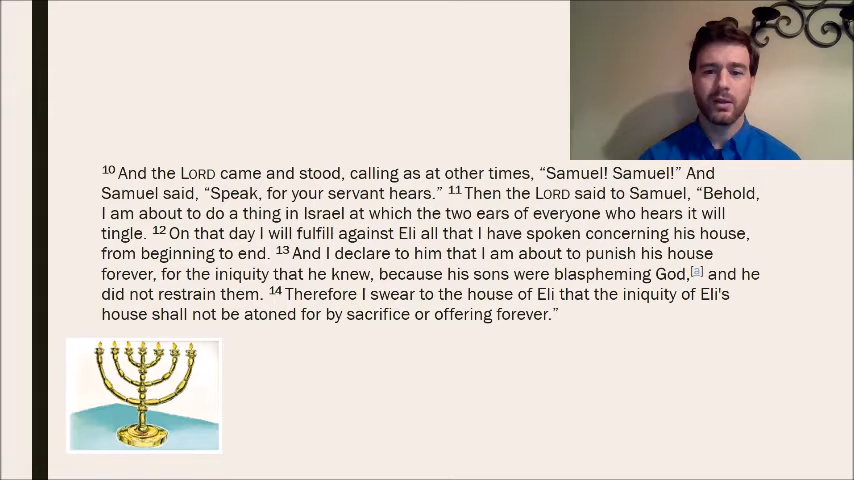 ¹⁰ And the LORD came and stood, calling as at other times, “Samuel! Samuel!” And
Samuel said, “Speak, for your servant hears.” ¹¹ Then the LORD said to Samuel, “Behold,
I am about to do a thing in Israel at which the two ears of everyone who hears it will
tingle. ¹² On that day I will fulfill against Eli all that I have spoken concerning his house,
from beginning to end. ¹³ And I declare to him that I am about to punish his house
forever, for the iniquity that he knew, because his sons were blaspheming God,[a] and he
did not restrain them. ¹⁴ Therefore I swear to the house of Eli that the iniquity of Eli's
house shall not be atoned for by sacrifice or offering forever.”